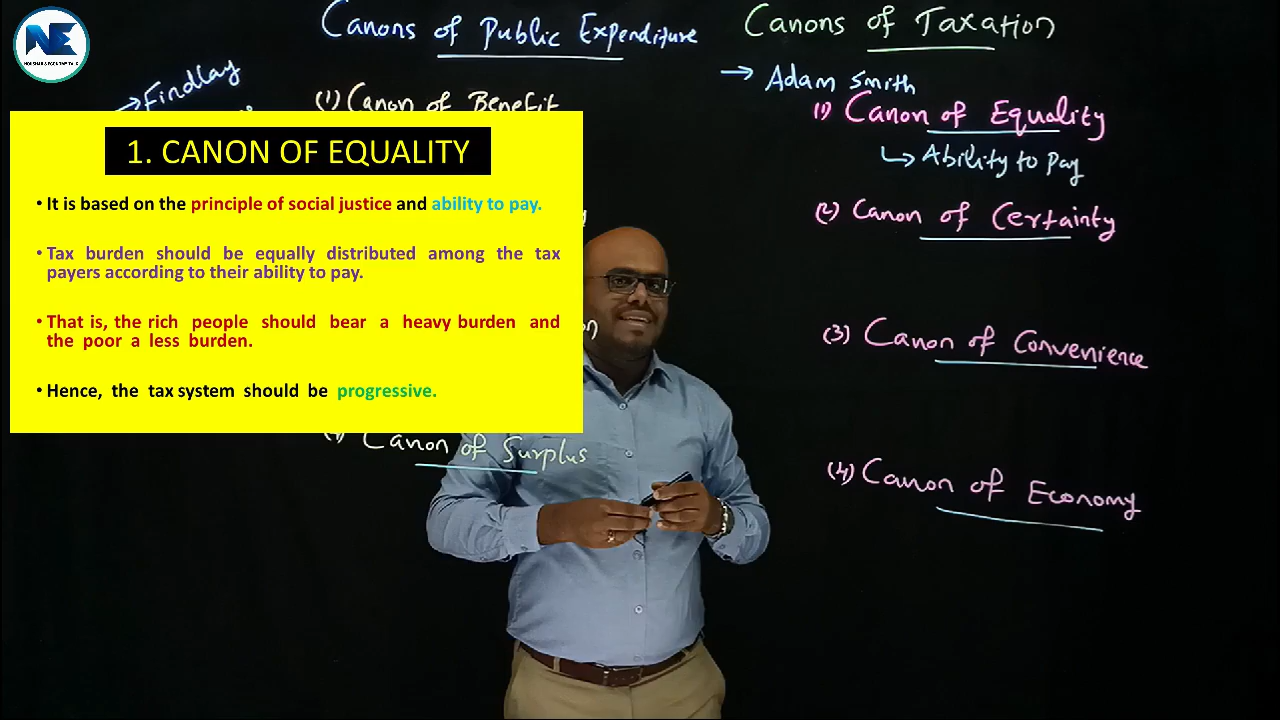 NE
Canons of Public Expenditure
→ Findlay
(1) Canon of Benefit
1. CANON OF EQUALITY
• It is based on the principle of social justice and ability to pay.
• Tax burden should be equally distributed among the tax
payers according to their ability to pay.
• That is, the rich people should bear a heavy burden and
the poor a less burden.
• Hence, the tax system should be progressive.
Canon of Surplus
Canons of Taxation
→ Adam Smith
(1) Canon of Equality
↳ Ability to Pay
(2) Canon of Certainty
(3) Canon of Convenience
(4) Canon of Economy